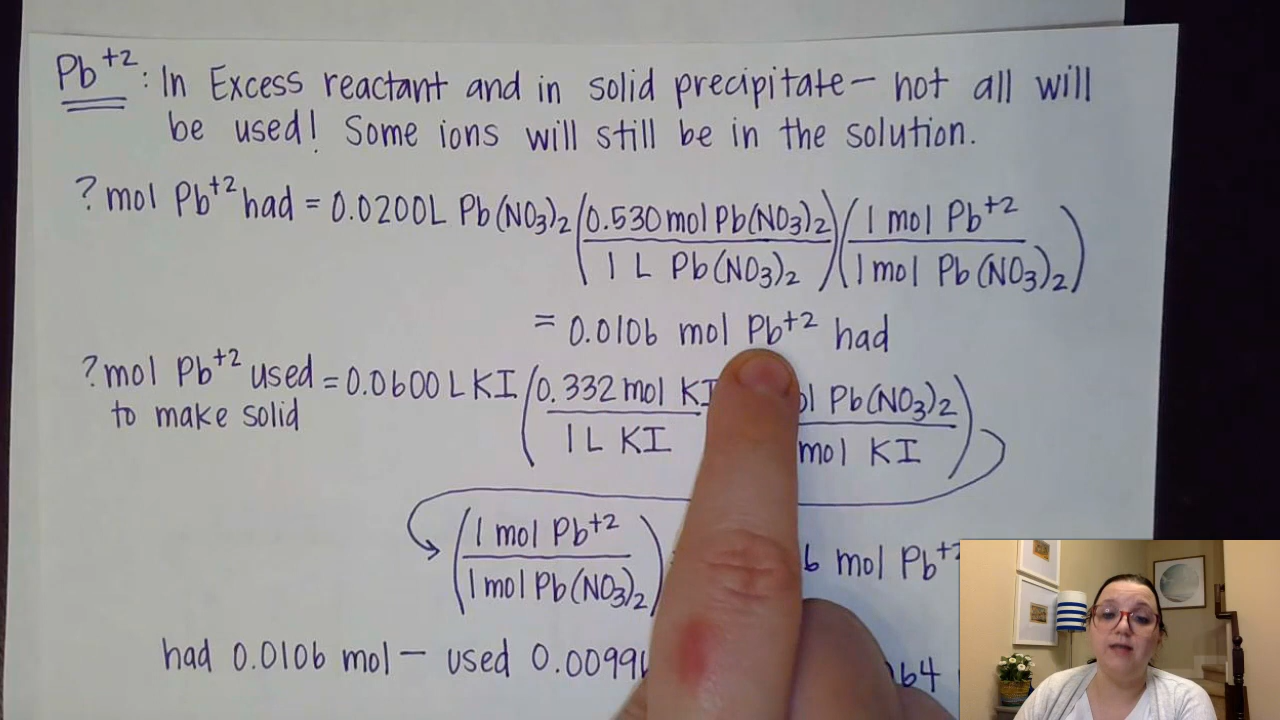 Pb+2: In Excess reactant and in solid precipitate — not all will
be used! Some ions will still be in the solution.
? mol Pb+2 had = 0.0200L Pb(NO3)2 (0.530 mol Pb(NO3)2 / 1 L Pb(NO3)2) (1 mol Pb+2 / 1 mol Pb(NO3)2)
= 0.0106 mol Pb+2 had
? mol Pb+2 used = 0.0600 L KI (0.332 mol KI / 1 L KI Pb(NO3)2 / mol KI)
to make solid
(1 mol Pb+2 / 1 mol Pb(NO3)2) mol Pb+2
had 0.0106 mol — used 0.00996